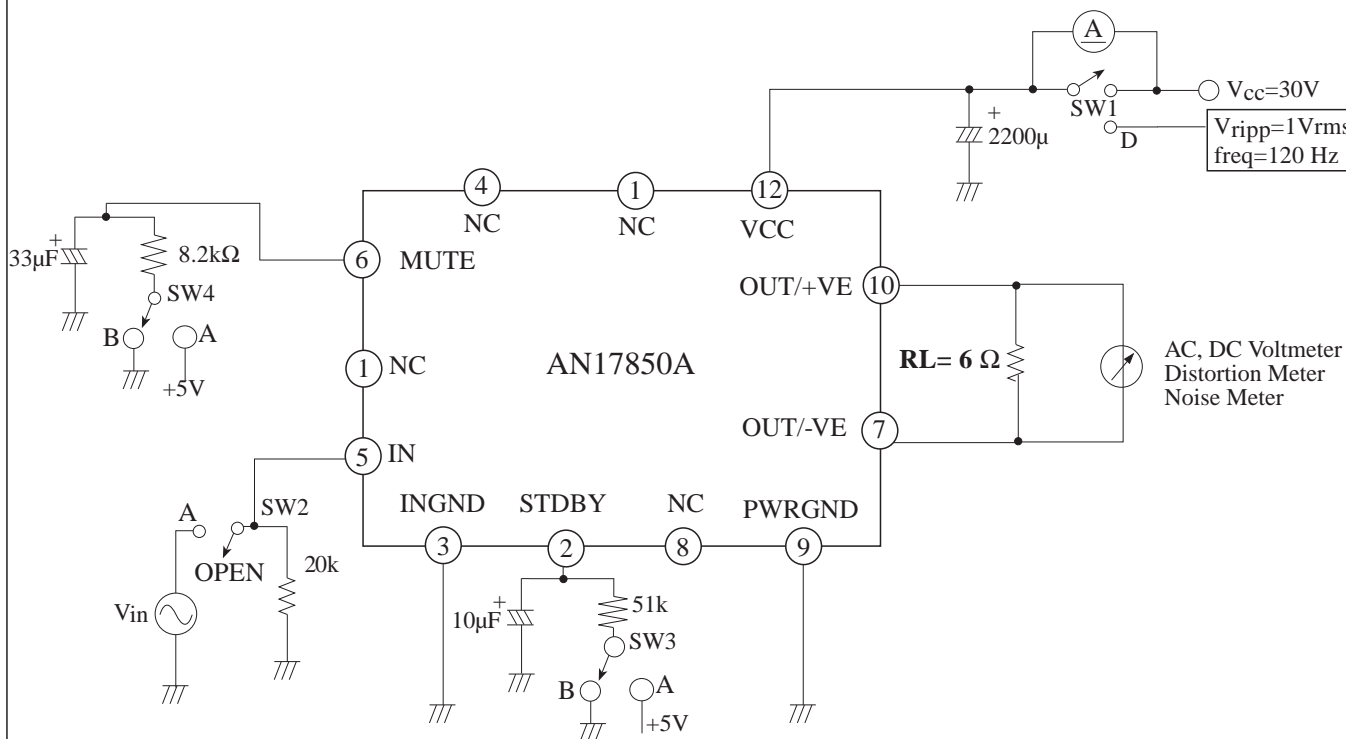 A
Vcc=30V
SW1
+
2200µ
D
Vripp=1Vrms
freq=120 Hz
4
NC
1
NC
12
VCC
+
33µF
8.2kΩ
6
MUTE
SW4
B
A
+5V
OUT/+VE
10
1
NC
AN17850A
RL= 6 Ω
AC, DC Voltmeter
Distortion Meter
Noise Meter
OUT/-VE
7
5
IN
A
SW2
OPEN
20k
Vin
INGND
STDBY
NC
PWRGND
3
2
8
9
+
10µF
51k
SW3
B
A
+5V